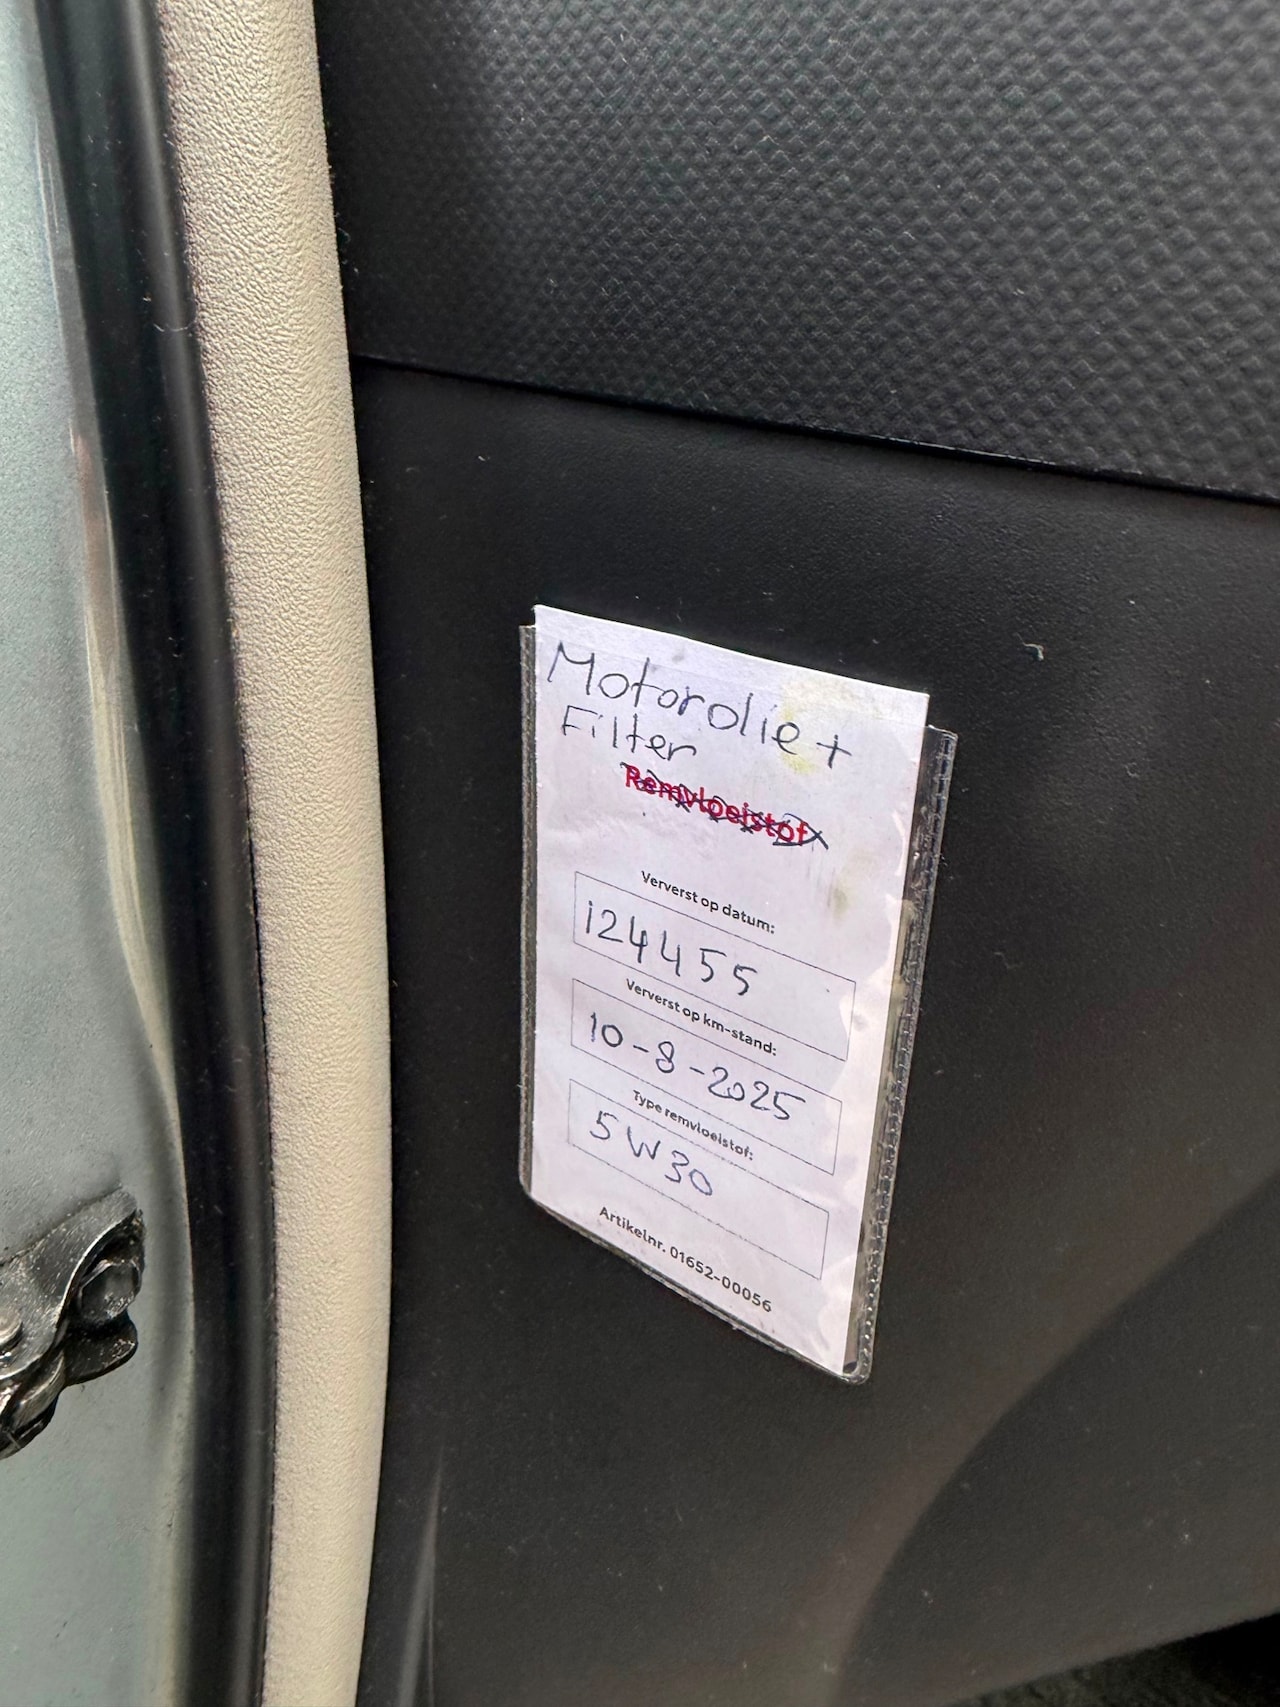 Motorolie +
Filter
Remvloeistof
Ververst op datum:
124455
Ververst op km-stand:
10-8-2025
Type remvloeistof:
5W30
Artikelnr. 01652-00056